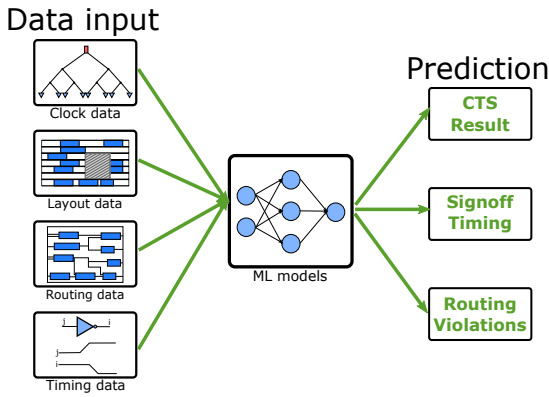 Data input
Clock data
Layout data
Routing data
j i
j
i
Timing data
ML models
Prediction
CTS
Result
Signoff
Timing
Routing
Violations